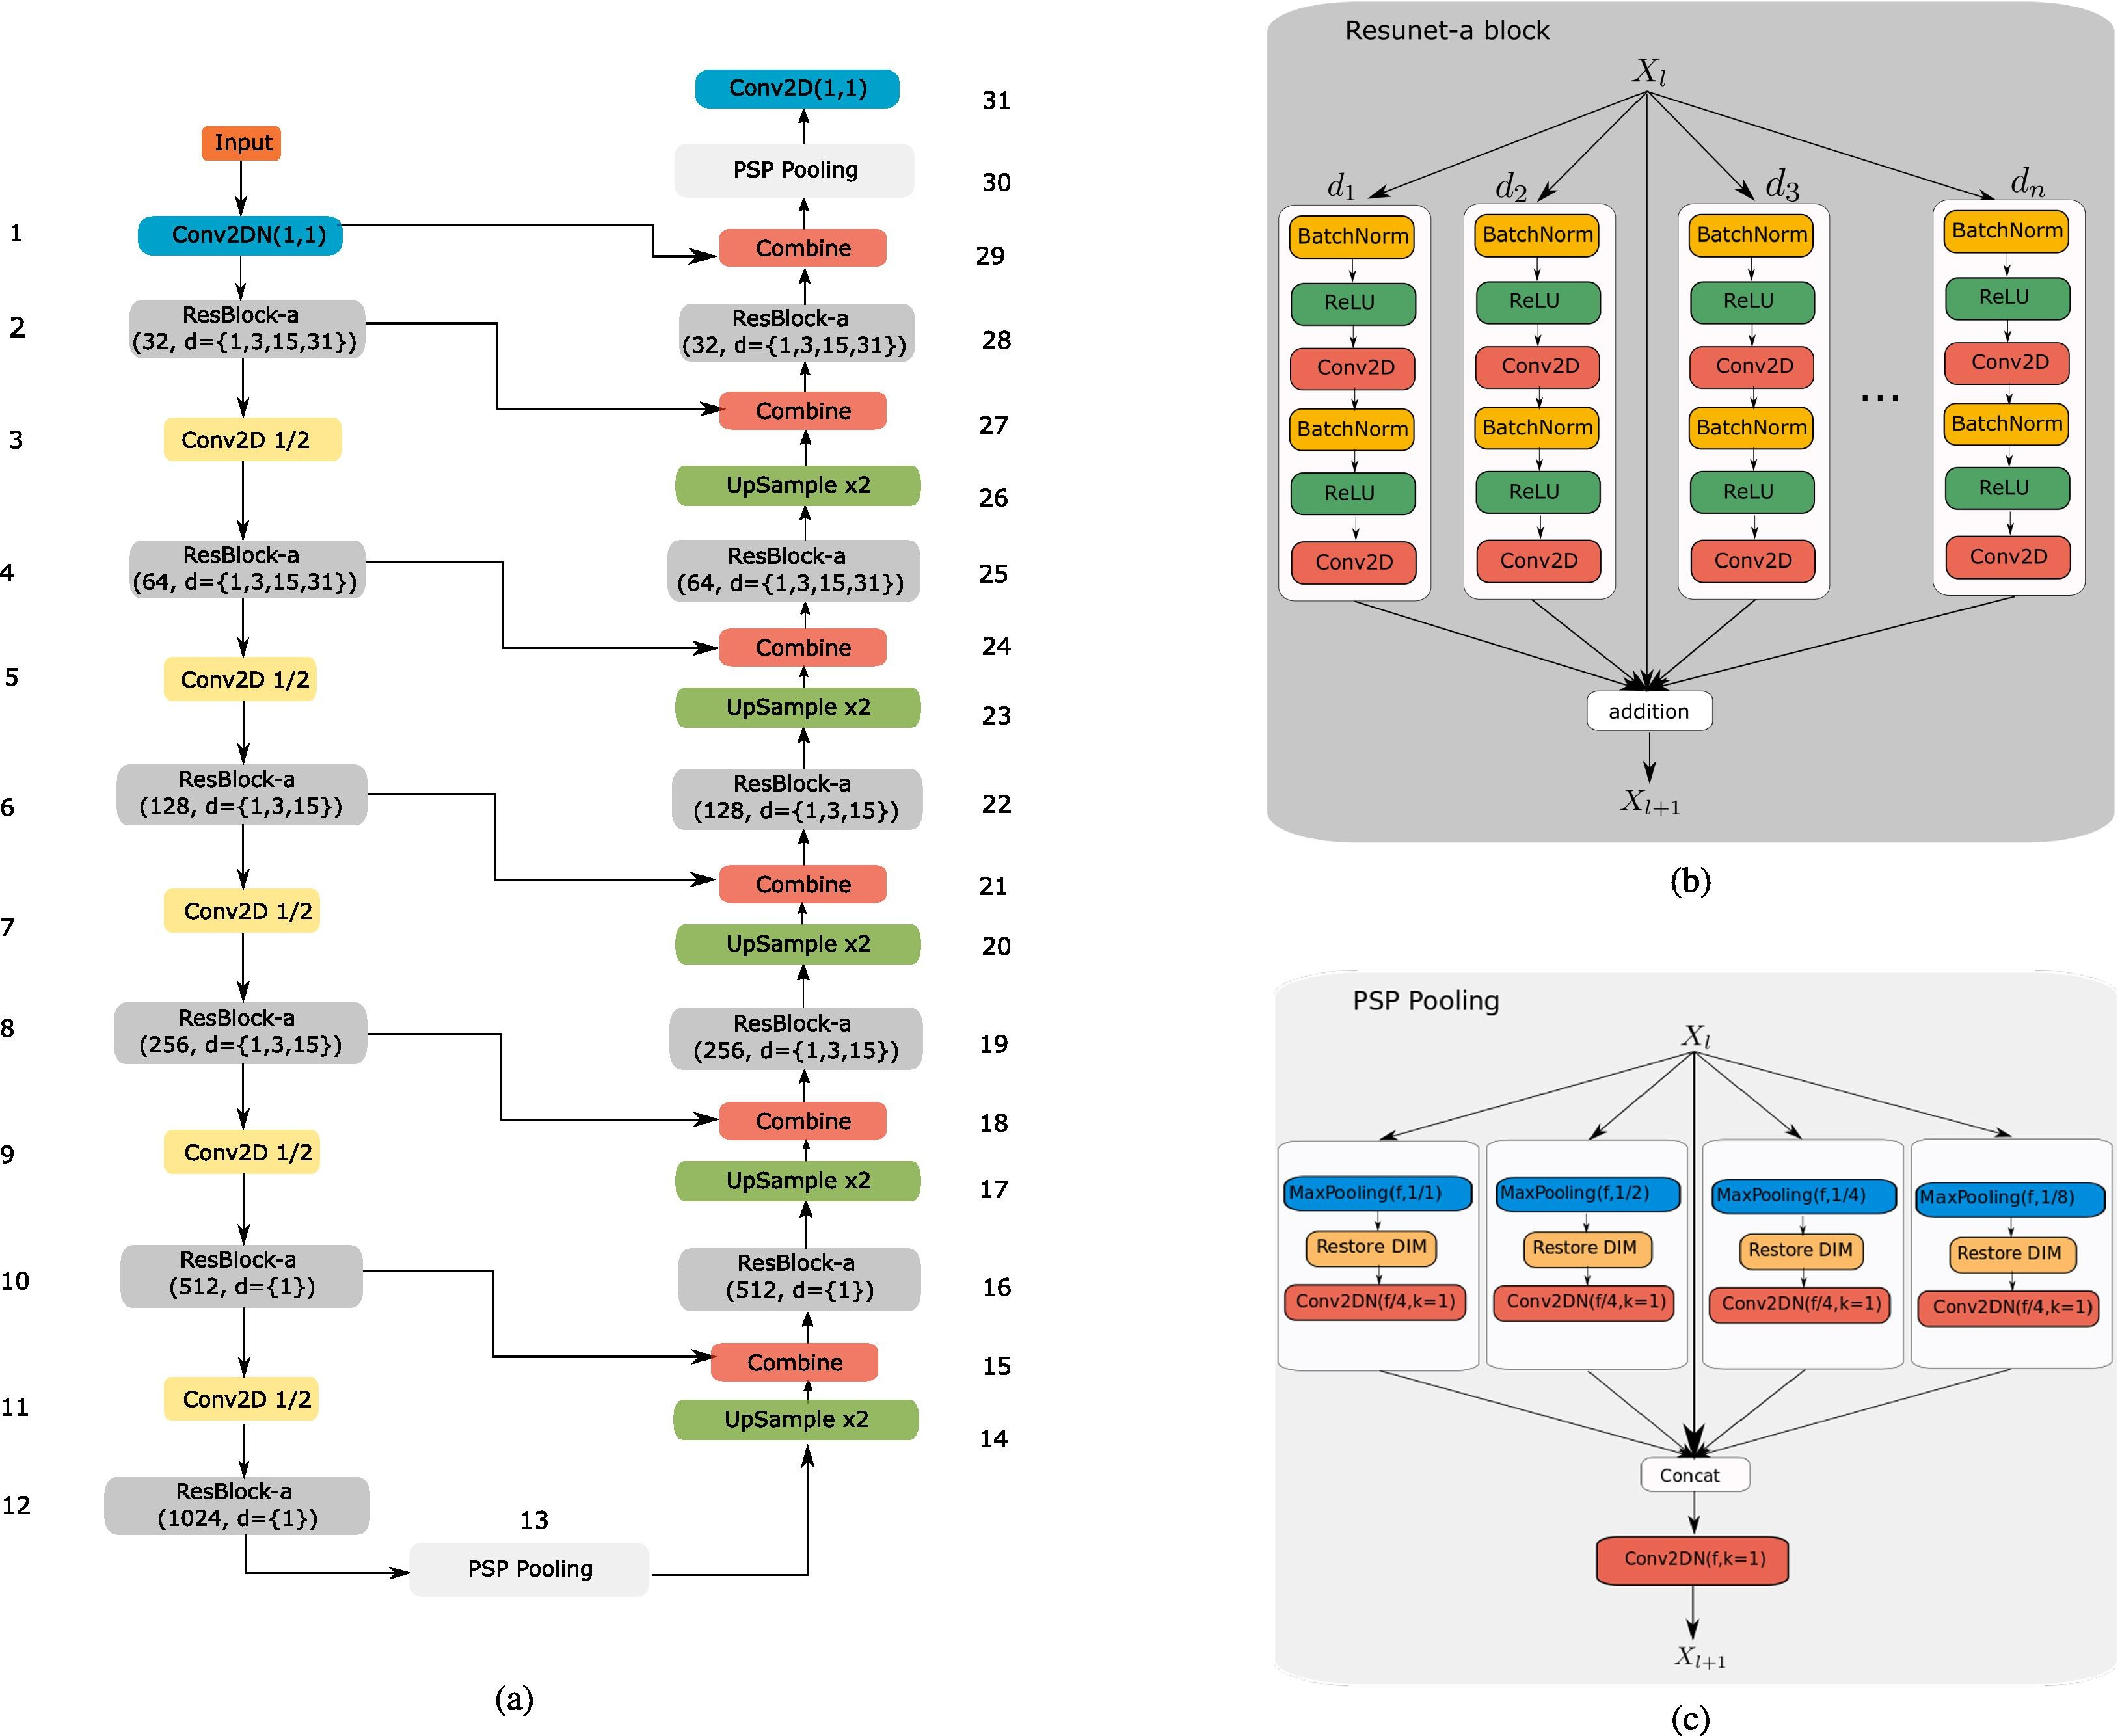 Input
1
Conv2DN(1,1)
2
ResBlock-a
(32, d={1,3,15,31})
3
Conv2D 1/2
4
ResBlock-a
(64, d={1,3,15,31})
5
Conv2D 1/2
6
ResBlock-a
(128, d={1,3,15})
7
Conv2D 1/2
8
ResBlock-a
(256, d={1,3,15})
9
Conv2D 1/2
10
ResBlock-a
(512, d={1})
11
Conv2D 1/2
12
ResBlock-a
(1024, d={1})
13
PSP Pooling
Conv2D(1,1)
31
PSP Pooling
30
Combine
29
ResBlock-a
(32, d={1,3,15,31})
28
Combine
27
UpSample x2
26
ResBlock-a
(64, d={1,3,15,31})
25
Combine
24
UpSample x2
23
ResBlock-a
(128, d={1,3,15})
22
Combine
21
UpSample x2
20
ResBlock-a
(256, d={1,3,15})
19
Combine
18
UpSample x2
17
ResBlock-a
(512, d={1})
16
Combine
15
UpSample x2
14
(a)
Resunet-a block
X_l
d_1
BatchNorm
ReLU
Conv2D
BatchNorm
ReLU
Conv2D
d_2
BatchNorm
ReLU
Conv2D
BatchNorm
ReLU
Conv2D
d_3
BatchNorm
ReLU
Conv2D
BatchNorm
ReLU
Conv2D
...
d_n
BatchNorm
ReLU
Conv2D
BatchNorm
ReLU
Conv2D
addition
X_{l+1}
(b)
PSP Pooling
X_l
MaxPooling(f,1/1)
Restore DIM
Conv2DN(f/4,k=1)
MaxPooling(f,1/2)
Restore DIM
Conv2DN(f/4,k=1)
MaxPooling(f,1/4)
Restore DIM
Conv2DN(f/4,k=1)
MaxPooling(f,1/8)
Restore DIM
Conv2DN(f/4,k=1)
Concat
Conv2DN(f,k=1)
X_{l+1}
(c)